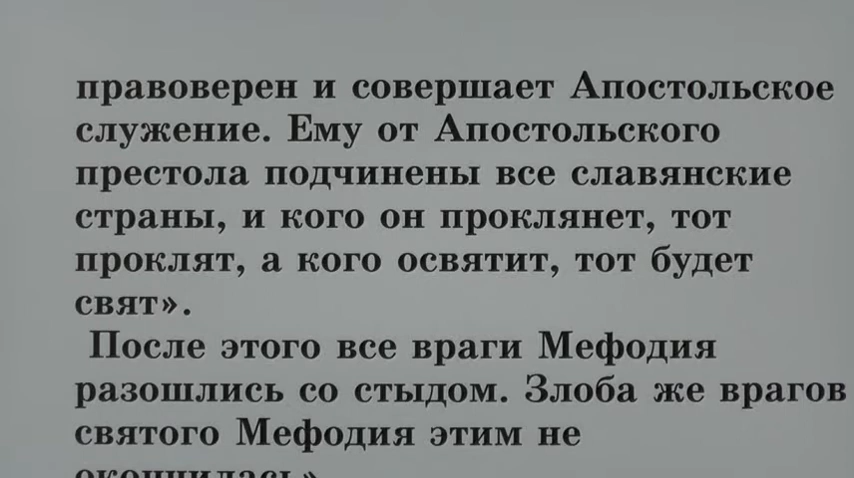 правоверен и совершает Апостольское
служение. Ему от Апостольского
престола подчинены все славянские
страны, и кого он проклянет, тот
проклят, а кого освятит, тот будет
свят».
После этого все враги Мефодия
разошлись со стыдом. Злоба же врагов
святого Мефодия этим не
окончилась»